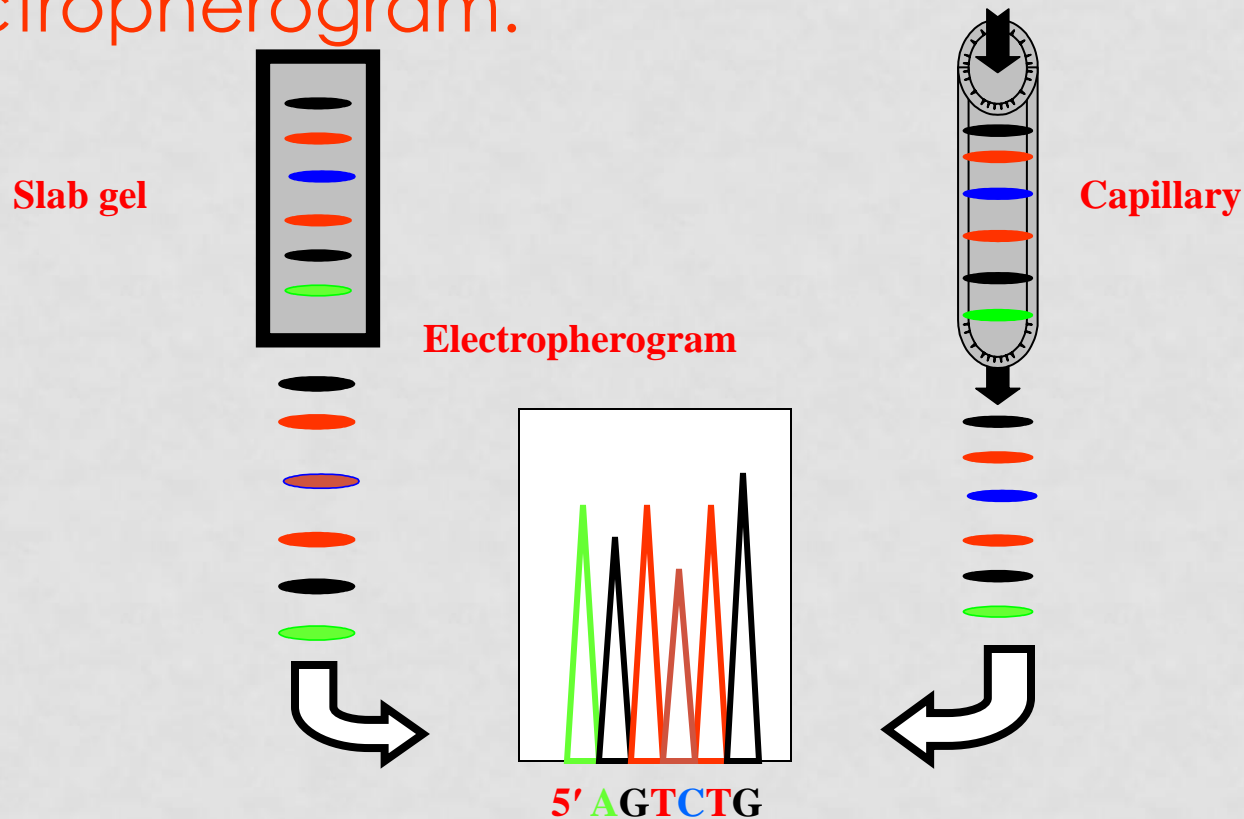 ctropherogram.
Slab gel
Capillary
Electropherogram
5′ AGTCTG